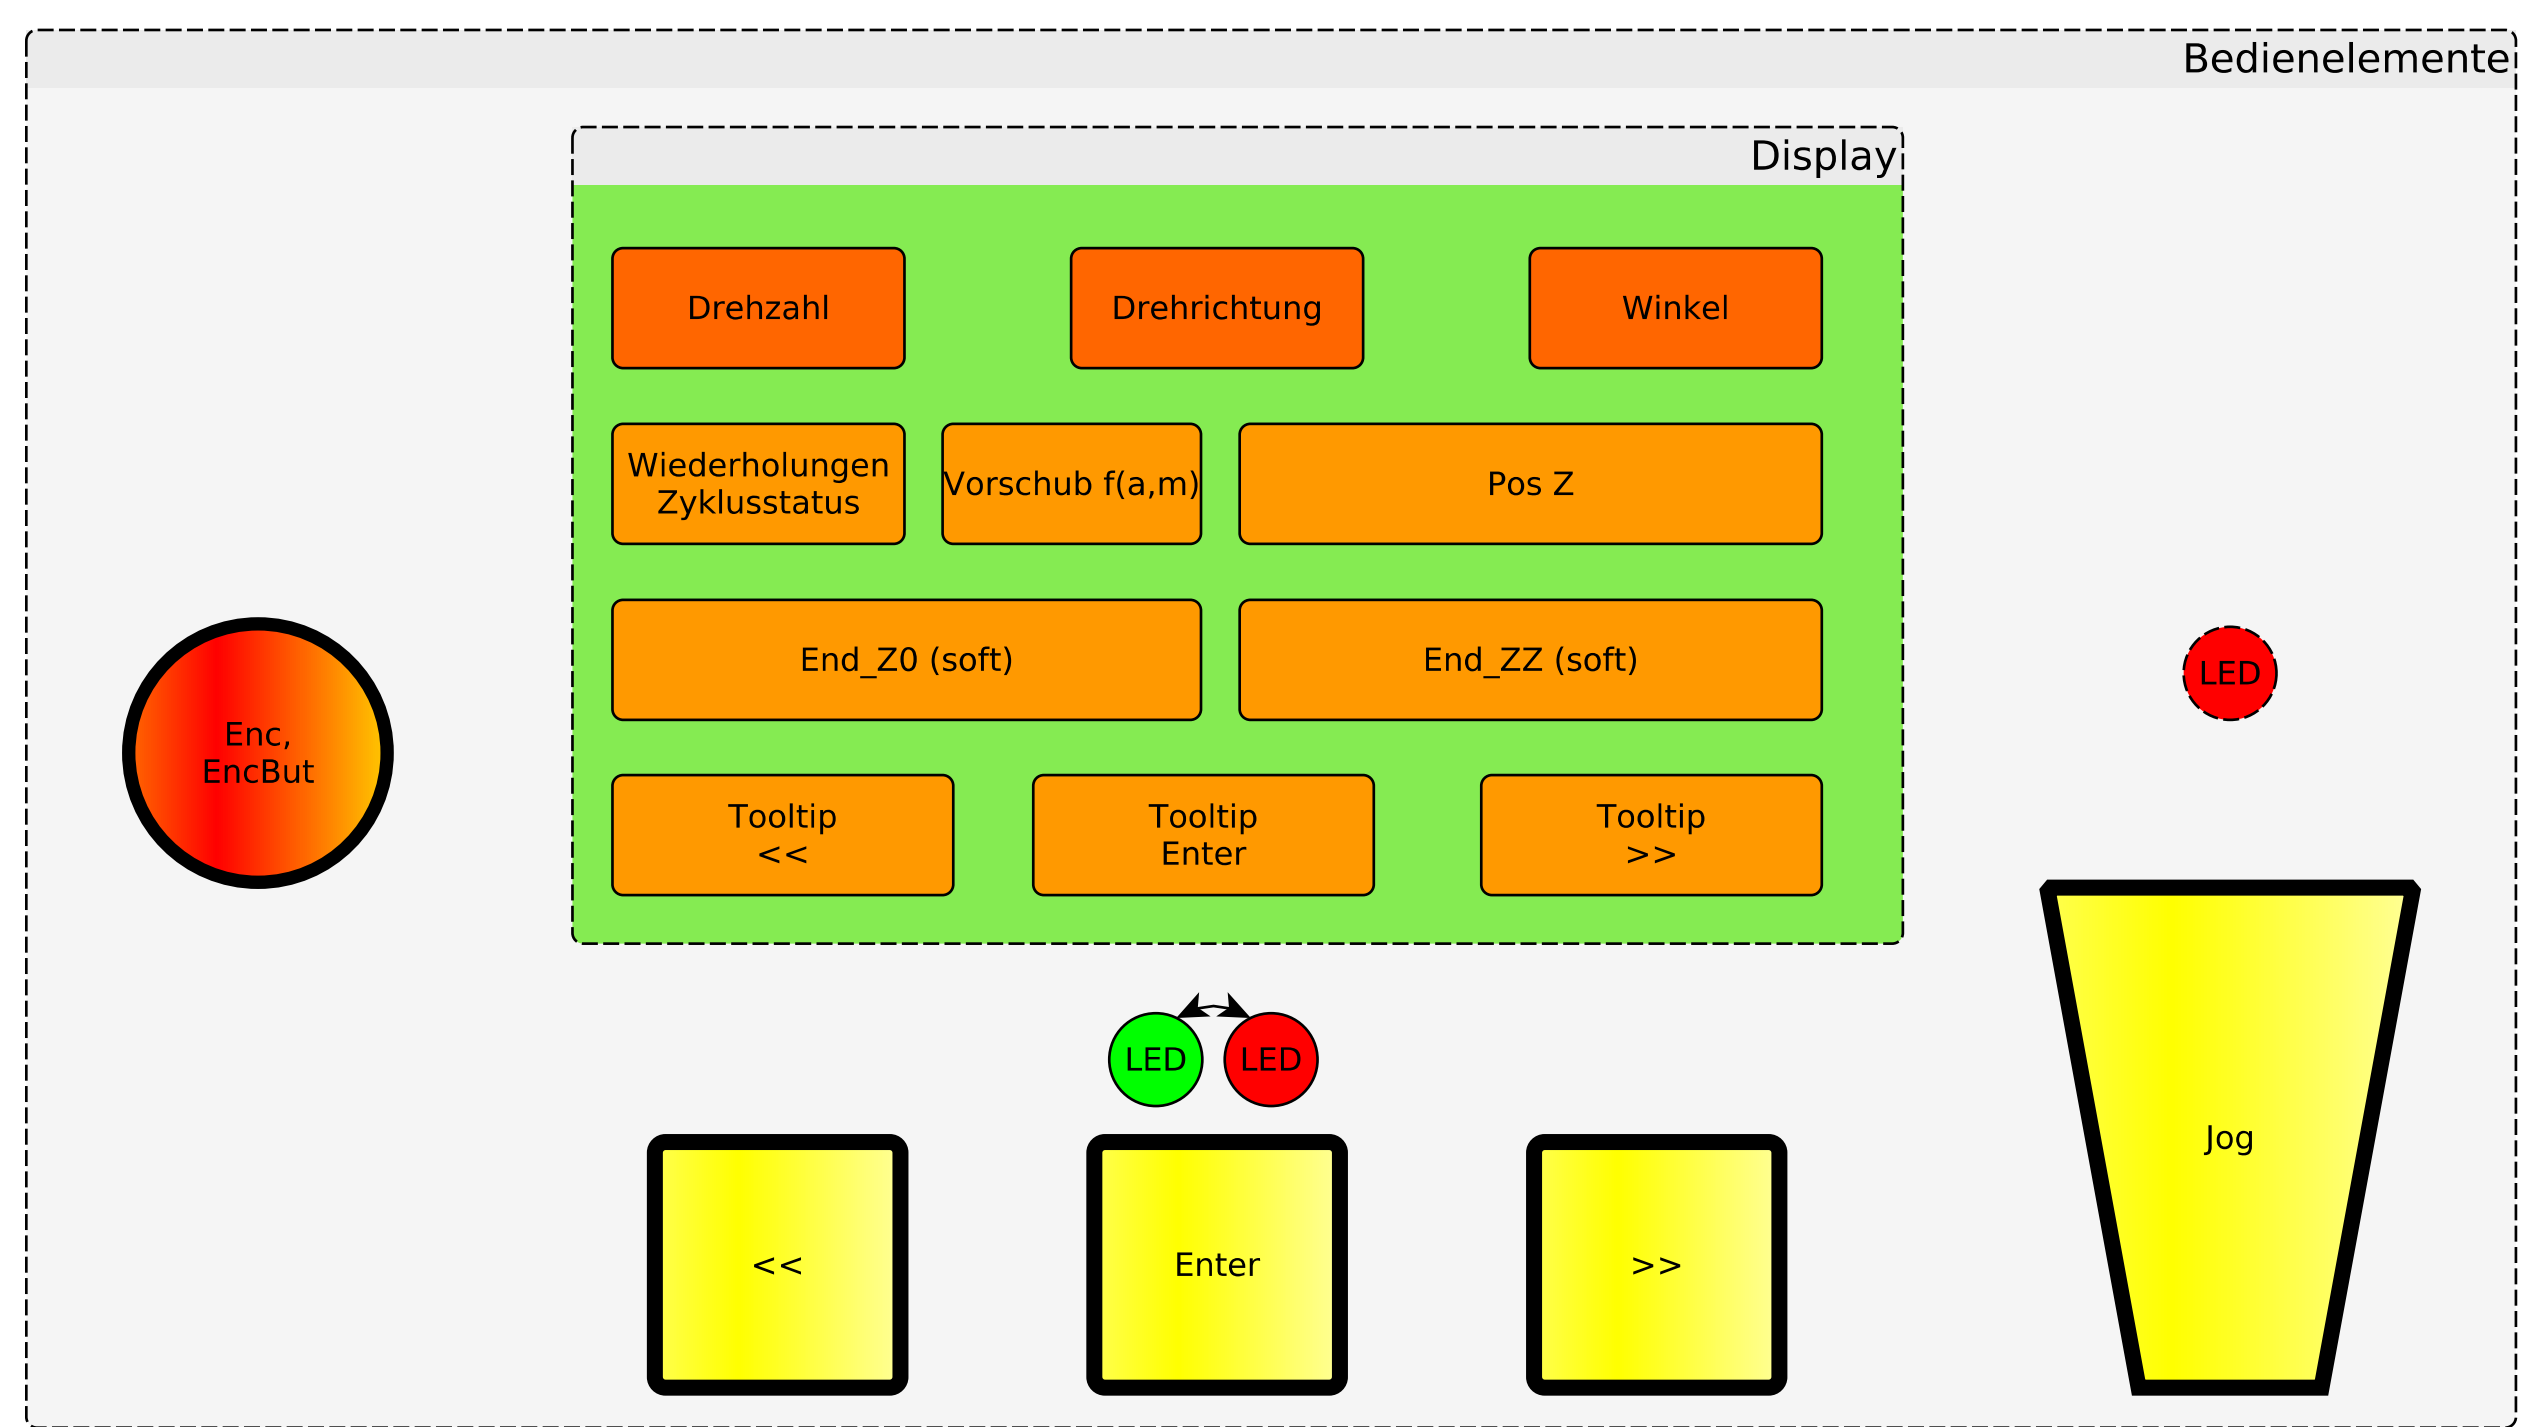 Bedienelemente
Display
Drehzahl
Drehrichtung
Winkel
Wiederholungen
Zyklusstatus
Vorschub f(a,m)
Pos Z
End_Z0 (soft)
End_ZZ (soft)
LED
Enc,
EncBut
Tooltip
<<
Tooltip
Enter
Tooltip
>>
LED
LED
Jog
<<
Enter
>>